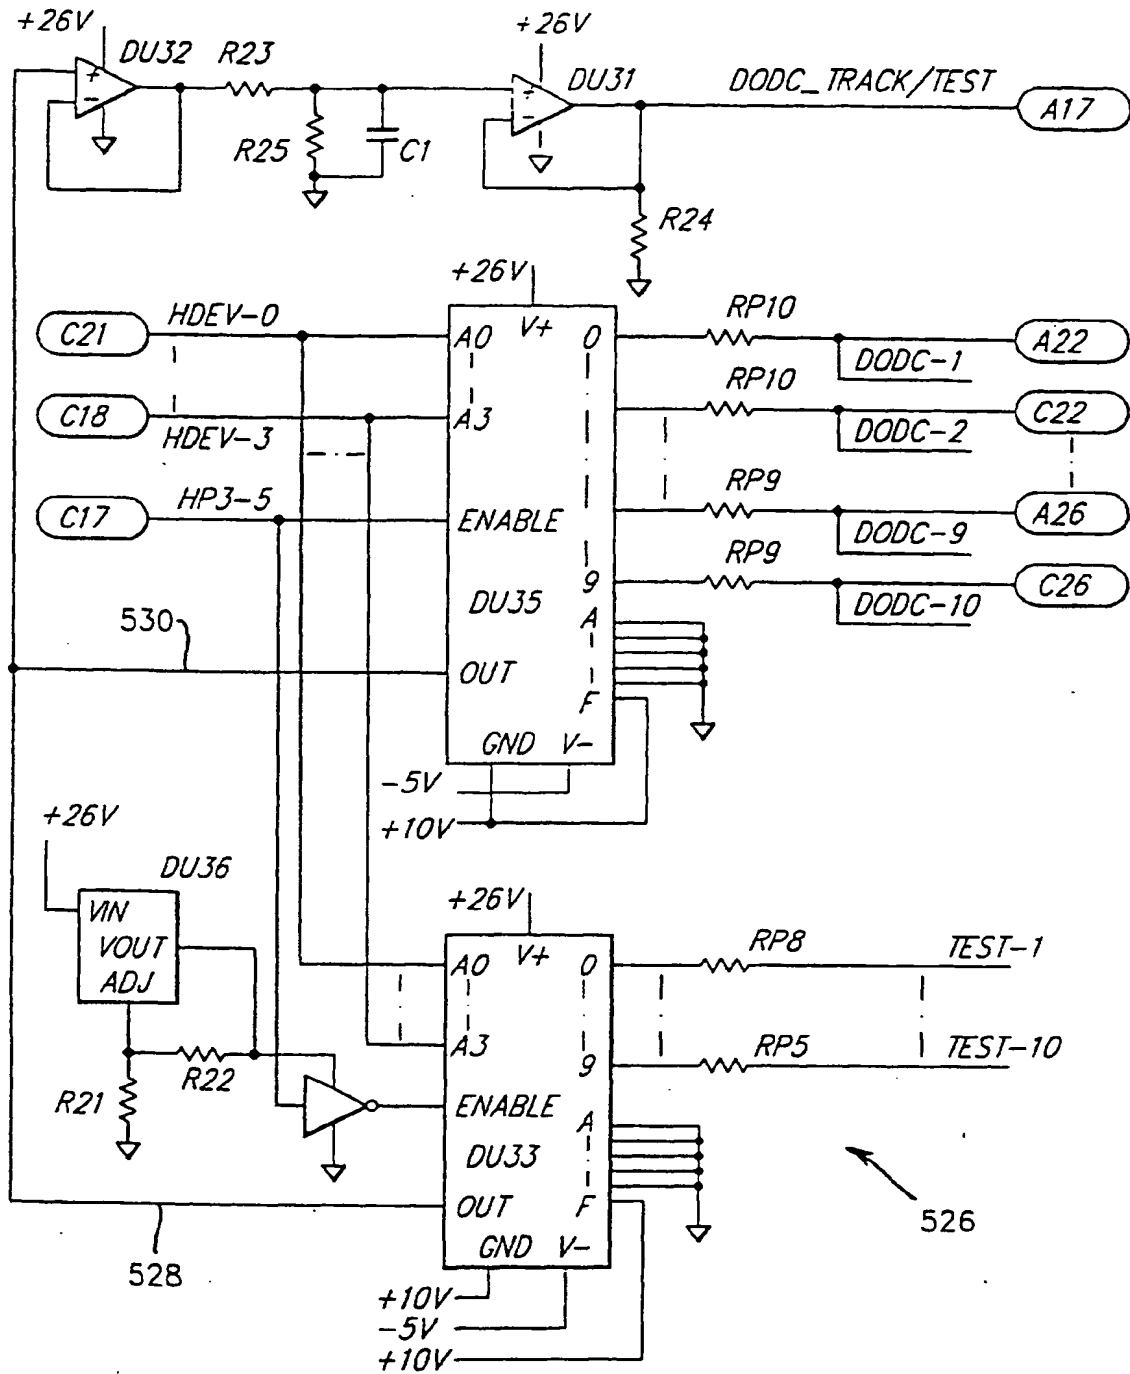 +26V
+26V
DU32
R23
DU31
DODC_TRACK/TEST
A17
+
-
+
-
R25
C1
R24
+26V
C21
HDEV-0
A0
V+
0
RP10
DODC-1
A22
C18
HDEV-3
A3
RP10
DODC-2
C22
C17
HP3-5
ENABLE
RP9
DODC-9
A26
RP9
9
DODC-10
C26
DU35
A
530
OUT
F
GND
V-
-5V
+10V
+26V
DU36
VIN
VOUT
ADJ
+26V
V+
A0
0
RP8
TEST-1
A3
9
RP5
TEST-10
R22
R21
ENABLE
A
DU33
OUT
F
GND
V-
526
528
+10V
-5V
+10V